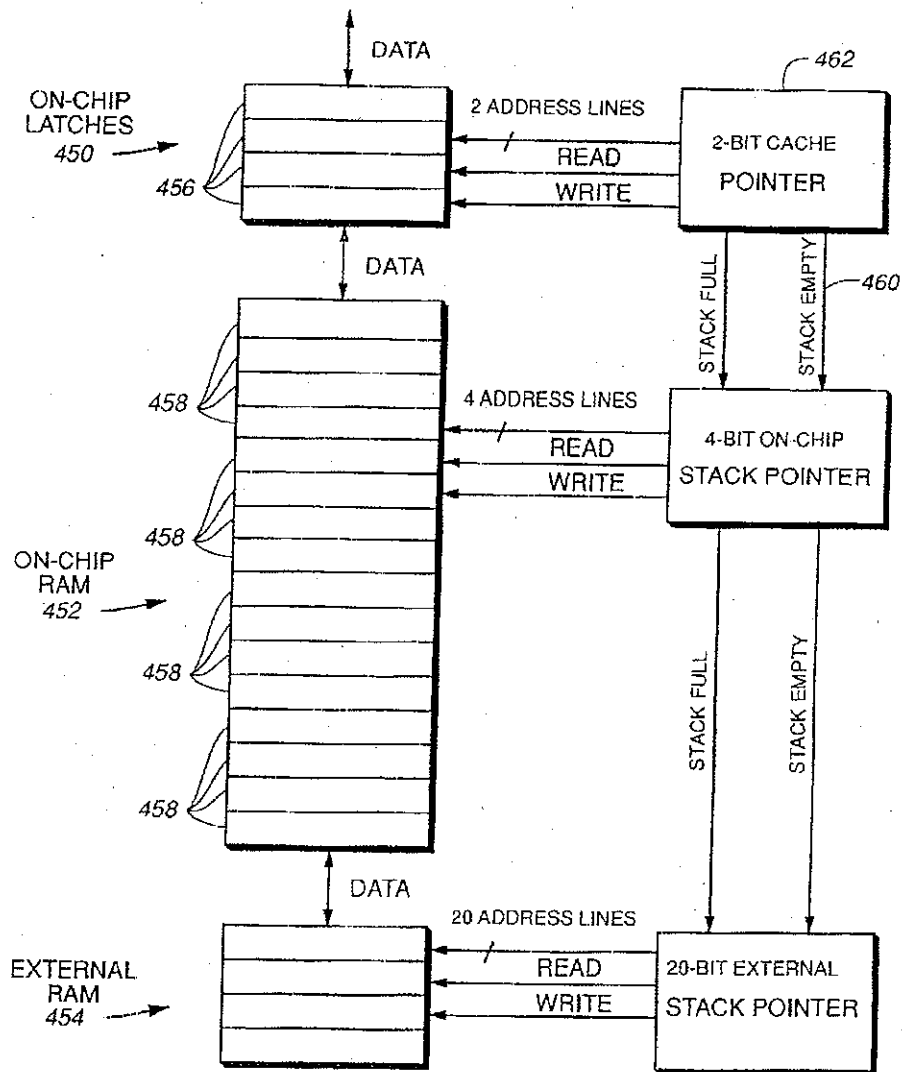 DATA
462
ON-CHIP
LATCHES
450
456
2 ADDRESS LINES
READ
WRITE
2-BIT CACHE
POINTER
DATA
STACK FULL
STACK EMPTY
460
458
4 ADDRESS LINES
READ
WRITE
4-BIT ON-CHIP
STACK POINTER
458
ON-CHIP
RAM
452
458
STACK FULL
STACK EMPTY
458
DATA
20 ADDRESS LINES
READ
WRITE
20-BIT EXTERNAL
STACK POINTER
EXTERNAL
RAM
454